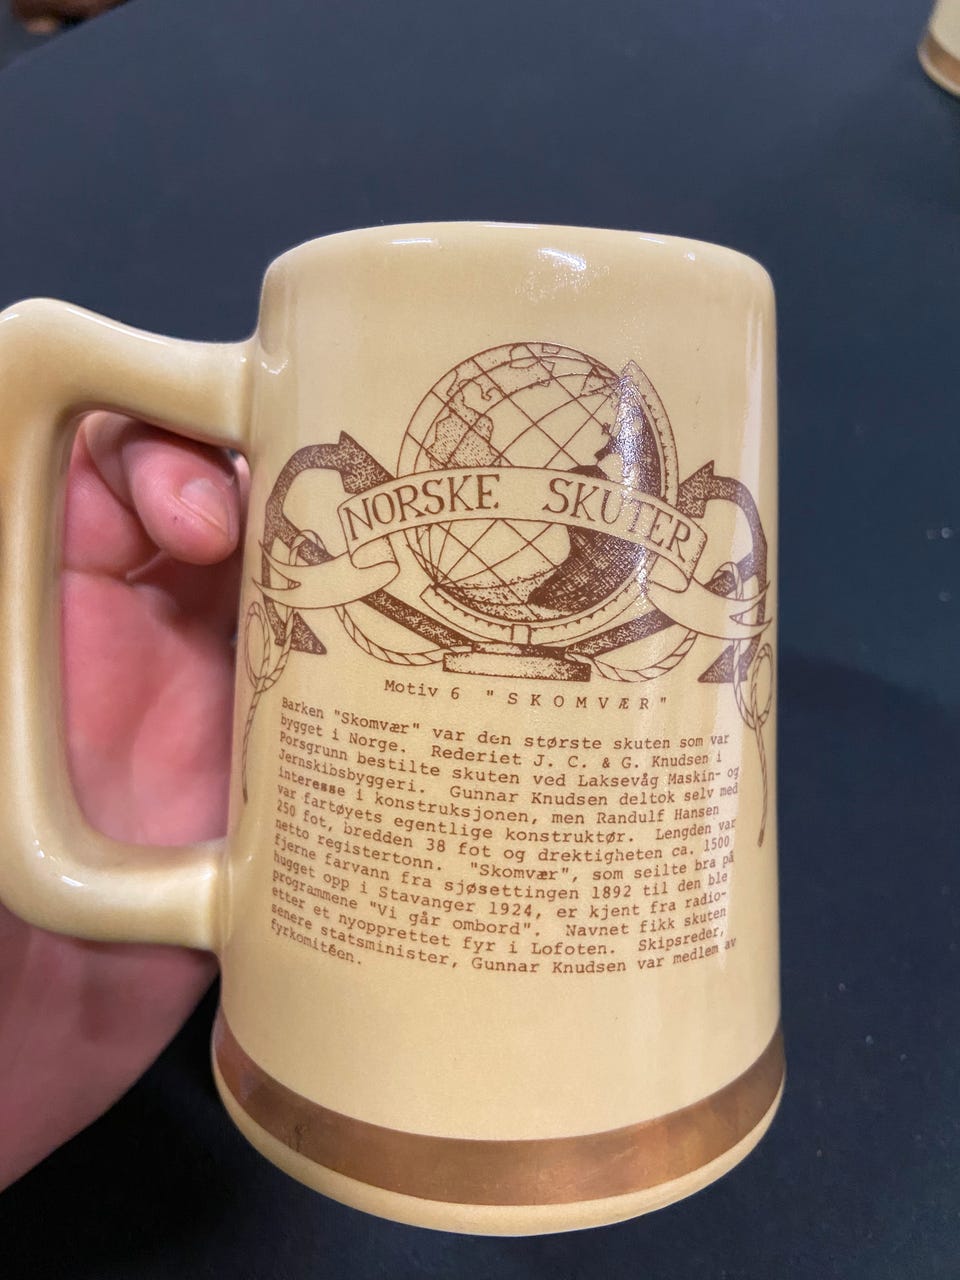 NORSKE SKUTER
Motiv 6 "SKOMVÆR"
Barken "Skomvær" var den største skuten som var
bygget i Norge. Rederiet J. C. & G. Knudsen i
Porsgrunn bestilte skuten ved Laksevåg Maskin- og
Jernskibsbyggeri. Gunnar Knudsen deltok selv med
interesse i konstruksjonen, men Randulf Hansen
var fartøyets egentlige konstruktør. Lengden var
250 fot, bredden 38 fot og drektigheten ca. 1500
netto registertonn. "Skomvær", som seilte bra på
fjerne farvann fra sjøsettingen 1892 til den ble
hugget opp i Stavanger 1924, er kjent fra radio-
programmene "Vi går ombord". Navnet fikk skuten
etter et nyopprettet fyr i Lofoten. Skipsreder,
senere statsminister, Gunnar Knudsen var medlem av
fyrkomitéen.